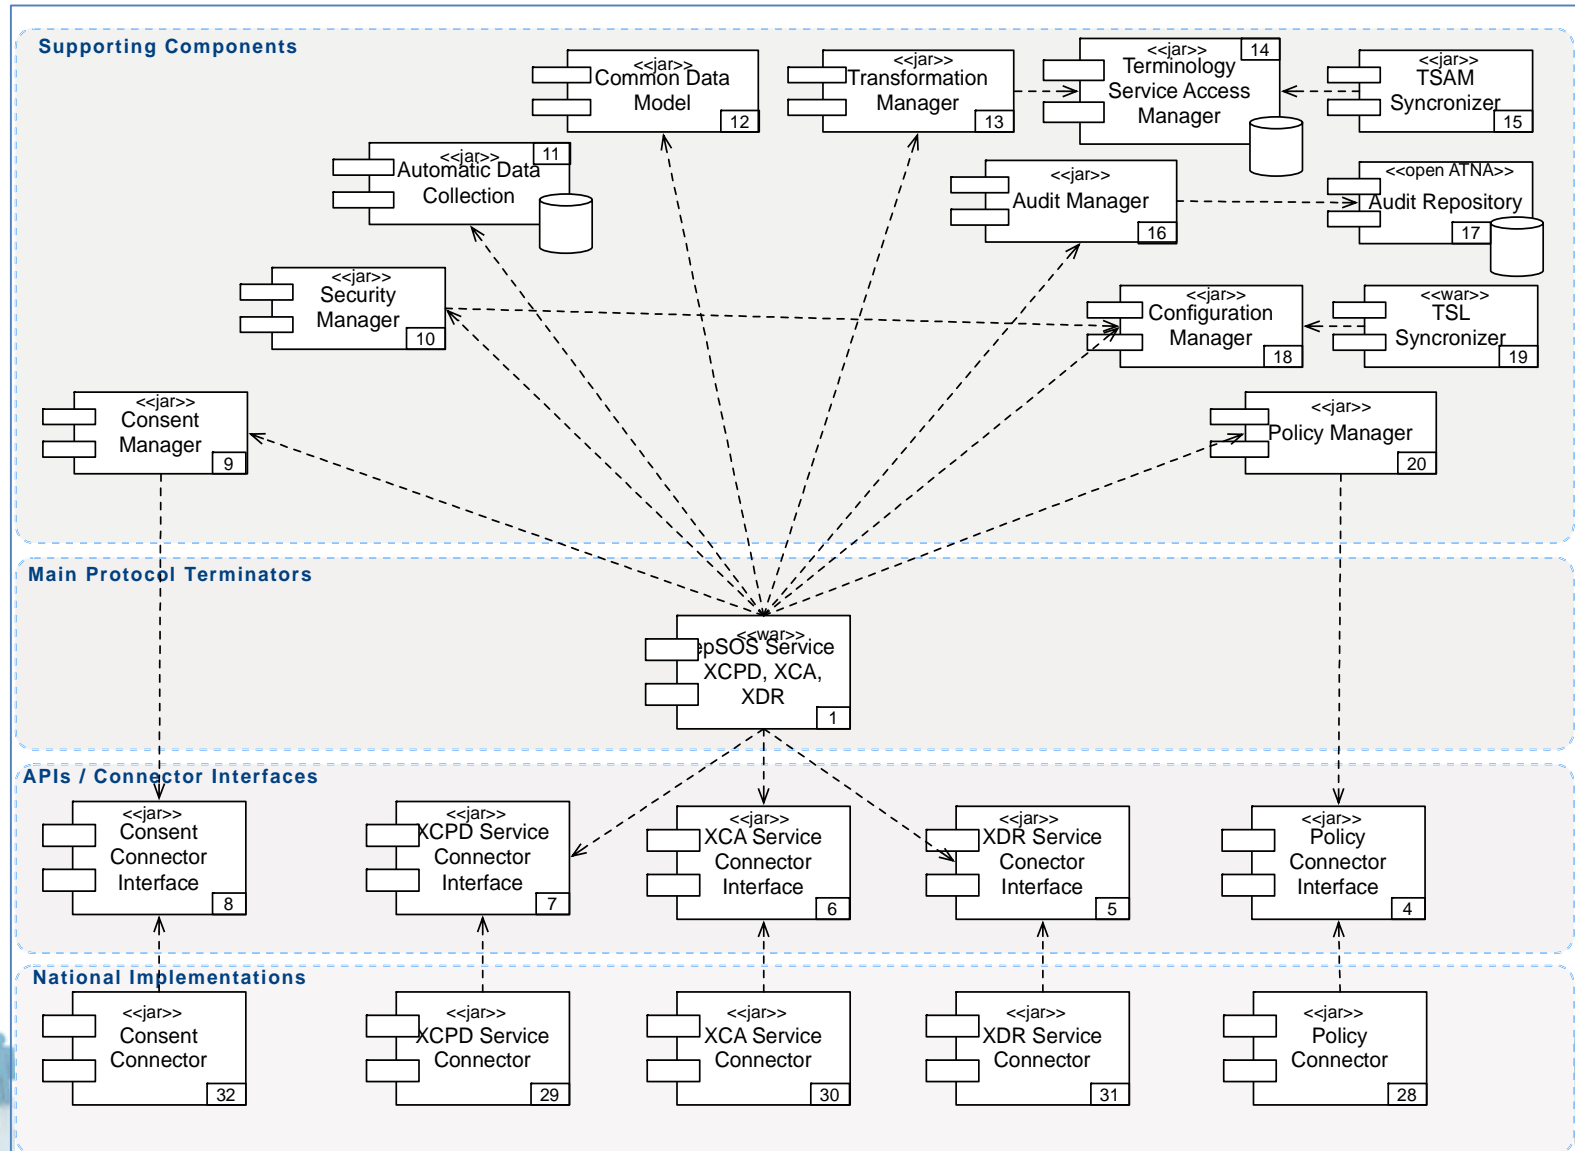 Supporting Components
<<jar>>
Common Data
Model
12
<<jar>>
Transformation
Manager
13
<<jar>>
14
Terminology
Service Access
Manager
<<jar>>
TSAM
Syncronizer
15
<<jar>>
11
Automatic Data
Collection
<<jar>>
Audit Manager
16
<<open ATNA>>
Audit Repository
17
<<jar>>
Security
Manager
10
<<jar>>
Configuration
Manager
18
<<war>>
TSL
Syncronizer
19
<<jar>>
Consent
Manager
9
<<jar>>
Policy Manager
20
Main Protocol Terminators
<<war>>
epSOS Service
XCPD, XCA,
XDR
1
APIs / Connector Interfaces
<<jar>>
Consent
Connector
Interface
8
<<jar>>
XCPD Service
Connector
Interface
7
<<jar>>
XCA Service
Connector
Interface
6
<<jar>>
XDR Service
Conector
Interface
5
<<jar>>
Policy
Connector
Interface
4
National Implementations
<<jar>>
Consent
Connector
32
<<jar>>
XCPD Service
Connector
29
<<jar>>
XCA Service
Connector
30
<<jar>>
XDR Service
Connector
31
<<jar>>
Policy
Connector
28